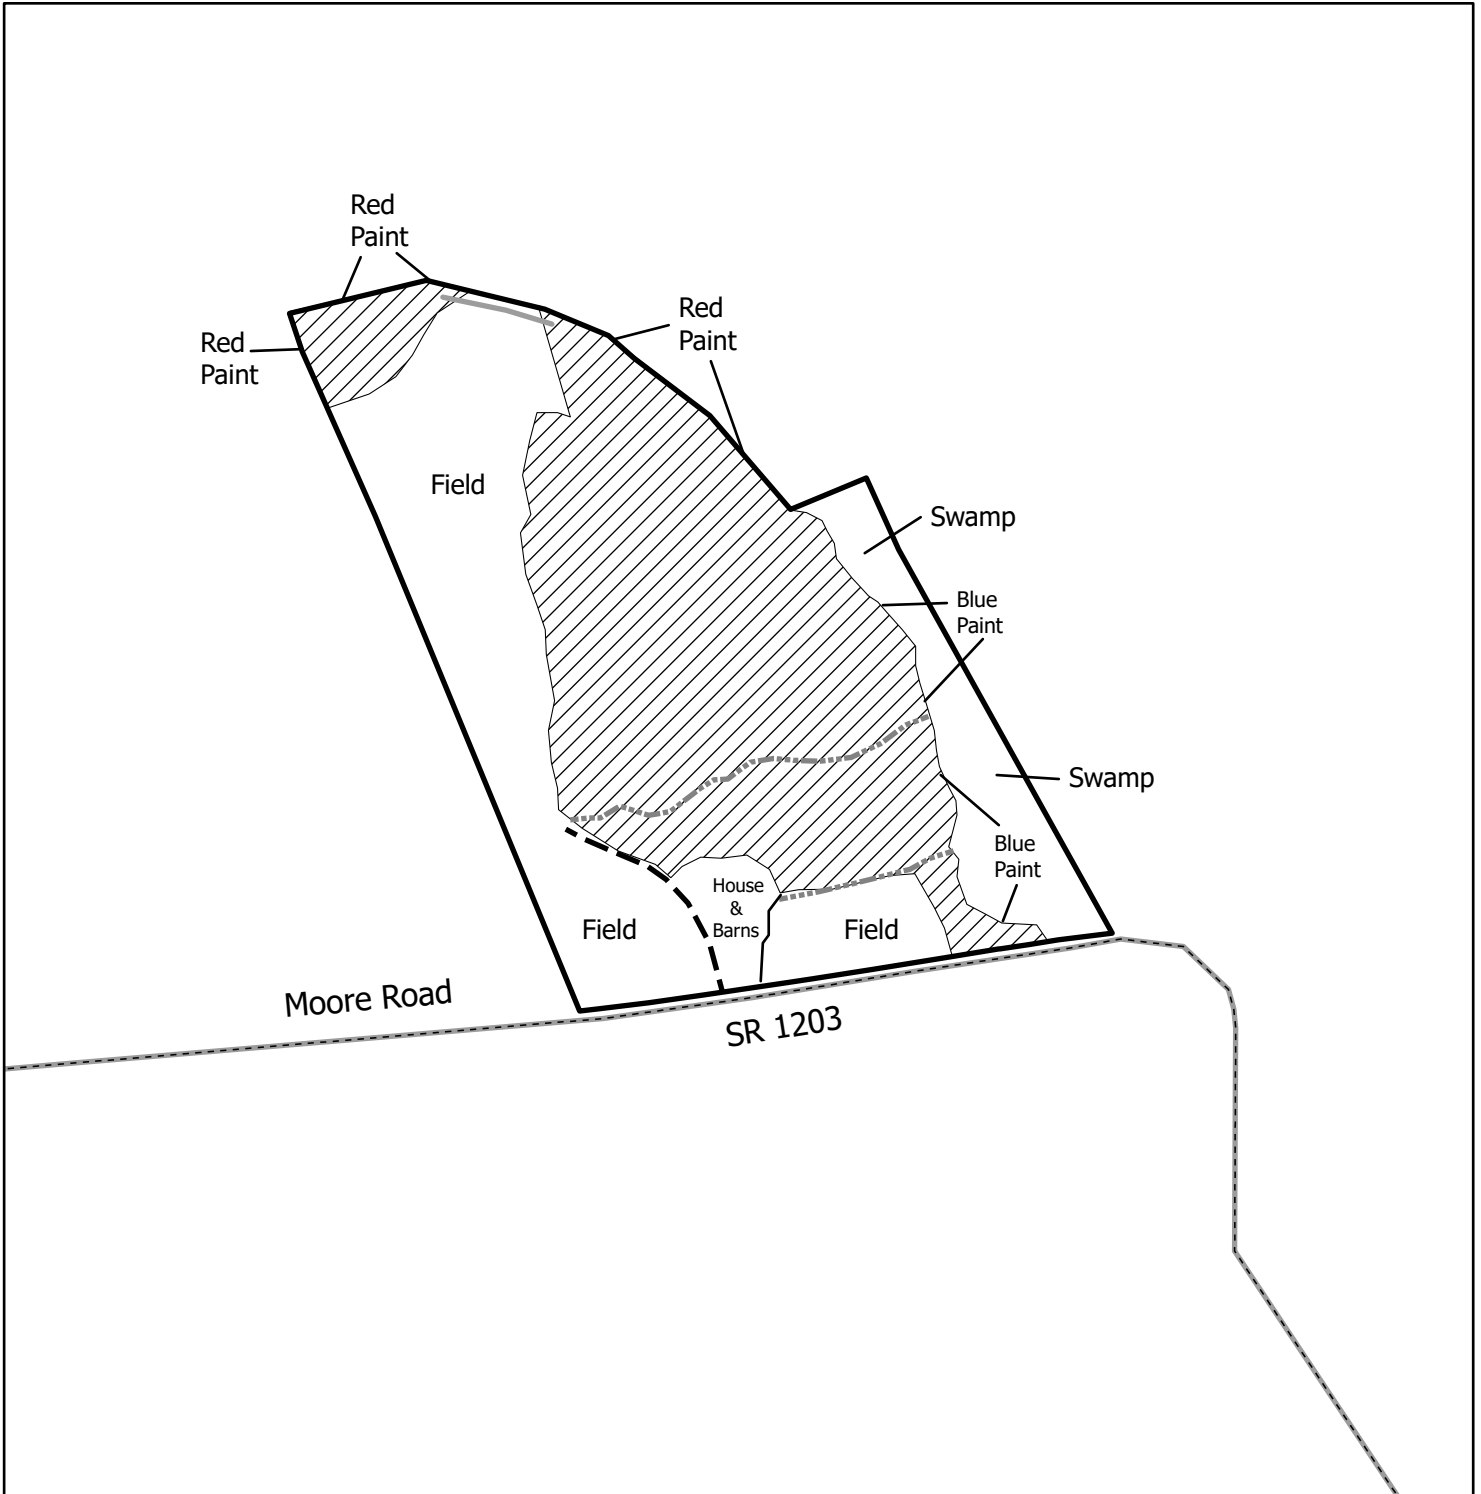 Red
Paint
Red
Paint
Red
Paint
Field
Swamp
Blue
Paint
Swamp
Blue
Paint
House
&
Barns
Field
Field
Moore Road
SR 1203